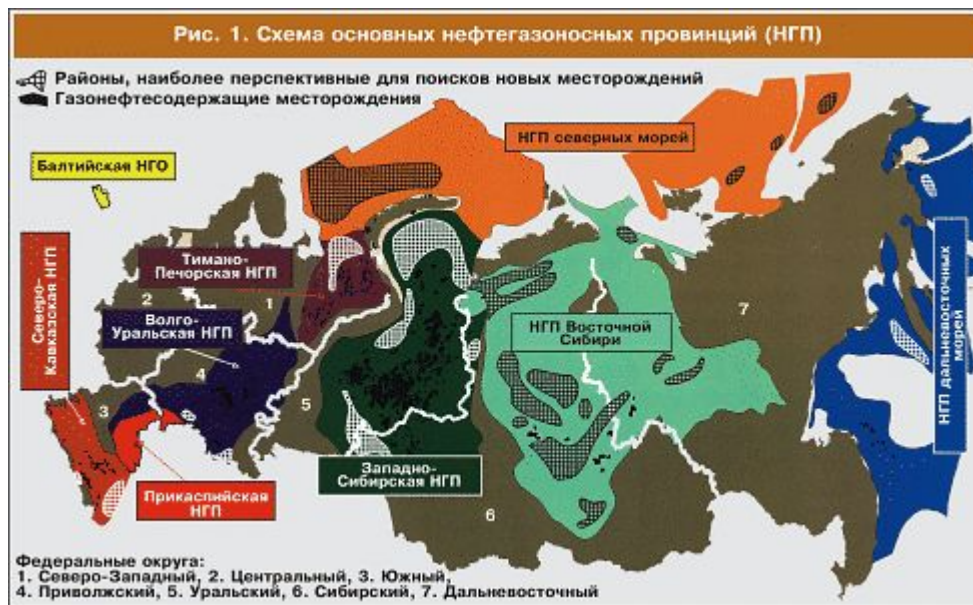 Рис. 1. Схема основных нефтегазоносных провинций (НГП)
Районы, наиболее перспективные для поисков новых месторождений
Газонефтесодержащие месторождения
НГП северных морей
Балтийская НГО
Тимано-
Печорская НГП
Северо-
Кавказская НГП
2
1
Волго-
Уральская НГП
7
НГП Восточной
Сибири
НГП дальневосточных
морей
4
5
3
Западно-
Сибирская НГП
Прикаспийская
НГП
6
Федеральные округа:
1. Северо-Западный, 2. Центральный, 3. Южный,
4. Приволжский, 5. Уральский, 6. Сибирский, 7. Дальневосточный